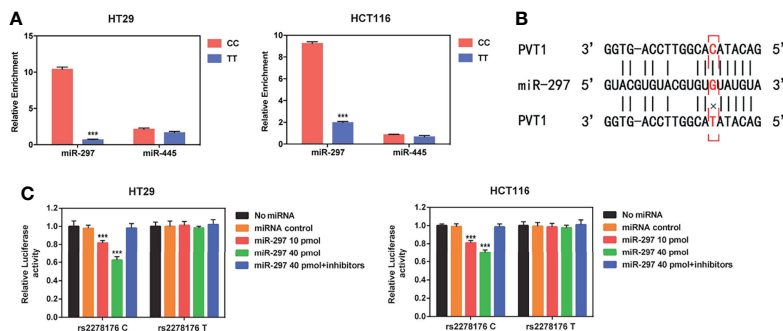 A
HT29
Relative Enrichment
15
10
5
0
***
miR-297
miR-445
CC
TT
HCT116
Relative Enrichment
10
8
6
4
2
0
***
miR-297
miR-445
CC
TT
B
PVT1 3' GGTG-ACCTTGGCACATACAG 5'
miR-297 5' GUACGUGUACGUGUGUAUGUA 3'
×
PVT1 3' GGTG-ACCTTGGCATATACAG 5'
C
HT29
Relative Luciferase activity
1.4
1.2
1.0
0.8
0.6
0.4
0.2
0.0
***
***
rs2278176 C
rs2278176 T
No miRNA
miRNA control
miR-297 10 pmol
miR-297 40 pmol
miR-297 40 pmol+inhibitors
HCT116
Relative Luciferase activity
1.4
1.2
1.0
0.8
0.6
0.4
0.2
0.0
***
***
rs2278176 C
rs2278176 T
No miRNA
miRNA control
miR-297 10 pmol
miR-297 40 pmol
miR-297 40 pmol+inhibitors